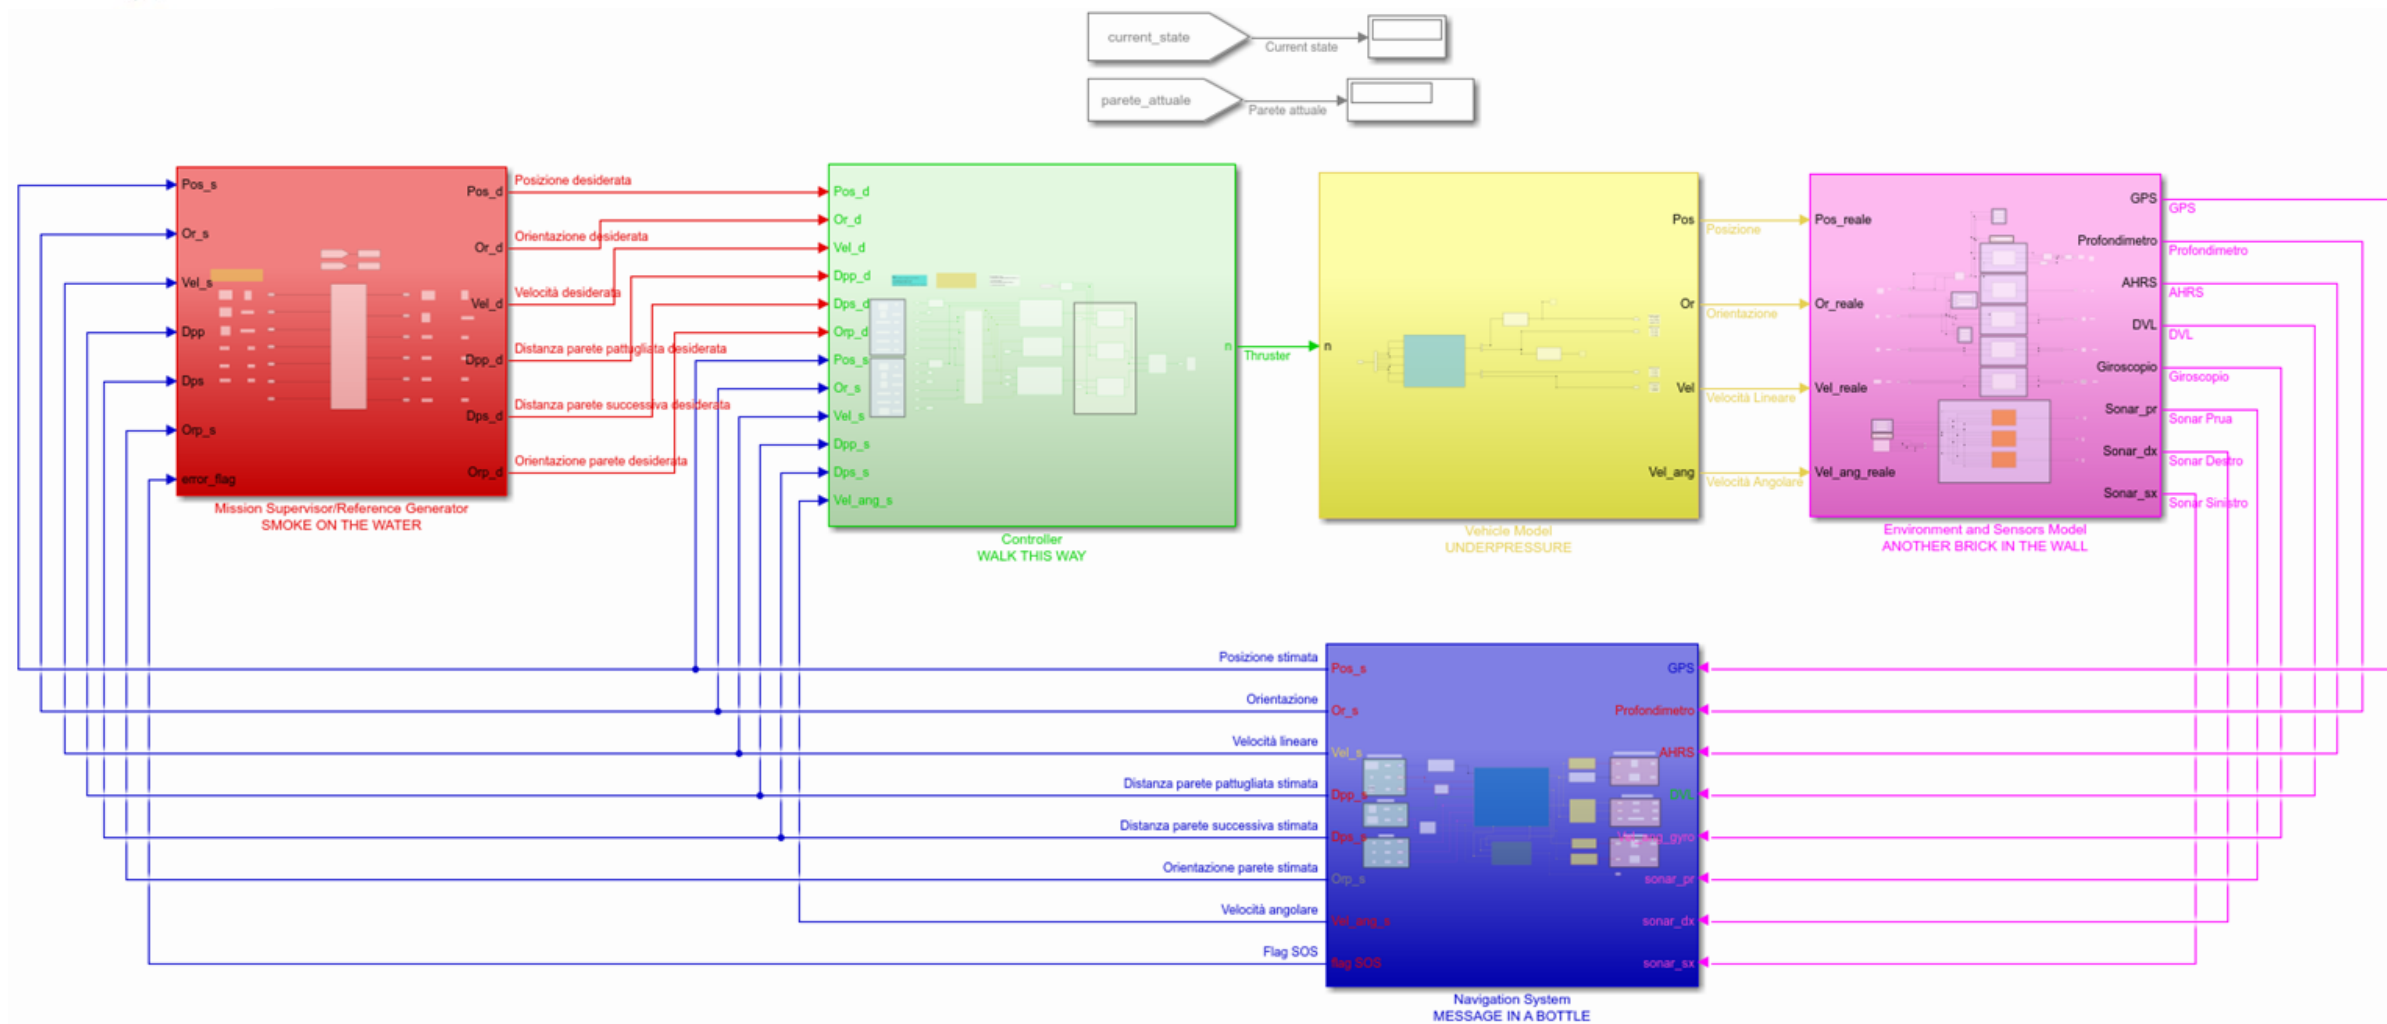 current_state
Current state
parete_attuale
Parete attuale
Pos_s
Or_s
Vel_s
Dpp
Dps
Orp_s
error_flag
Pos_d
Or_d
Vel_d
Dpp_d
Dps_d
Orp_d
Mission Supervisor/Reference Generator
SMOKE ON THE WATER
Posizione desiderata
Orientazione desiderata
Velocità desiderata
Distanza parete pattugliata desiderata
Distanza parete successiva desiderata
Orientazione parete desiderata
Pos_d
Or_d
Vel_d
Dpp_d
Dps_d
Orp_d
Pos_s
Or_s
Vel_s
Dpp_s
Dps_s
Vel_ang_s
n
Controller
WALK THIS WAY
Thruster
n
Pos
Or
Vel
Vel_ang
Vehicle Model
UNDERPRESSURE
Posizione
Orientazione
Velocità Lineare
Velocità Angolare
Pos_reale
Or_reale
Vel_reale
Vel_ang_reale
GPS
Profondimetro
AHRS
DVL
Giroscopio
Sonar_pr
Sonar_dx
Sonar_sx
Environment and Sensors Model
ANOTHER BRICK IN THE WALL
GPS
Profondimetro
AHRS
DVL
Giroscopio
Sonar Prua
Sonar Destro
Sonar Sinistro
Posizione stimata
Orientazione
Velocità lineare
Distanza parete pattugliata stimata
Distanza parete successiva stimata
Orientazione parete stimata
Velocità angolare
Flag SOS
Pos_s
Or_s
Vel_s
Dpp_s
Dps_s
Orp_s
Vel_ang_s
flag SOS
GPS
Profondimetro
AHRS
DVL
Vel_ang_gyro
sonar_pr
sonar_dx
sonar_sx
Navigation System
MESSAGE IN A BOTTLE